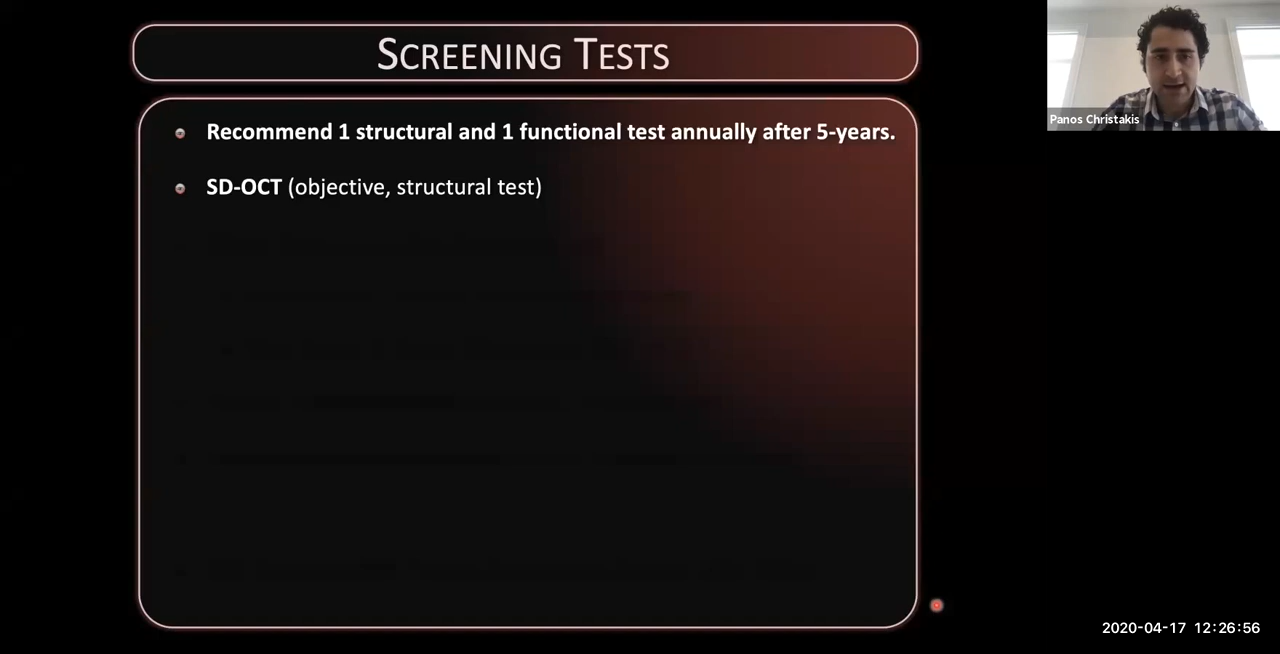 SCREENING TESTS
Recommend 1 structural and 1 functional test annually after 5-years.
SD-OCT (objective, structural test)
Panos Christakis
2020-04-17 12:26:56